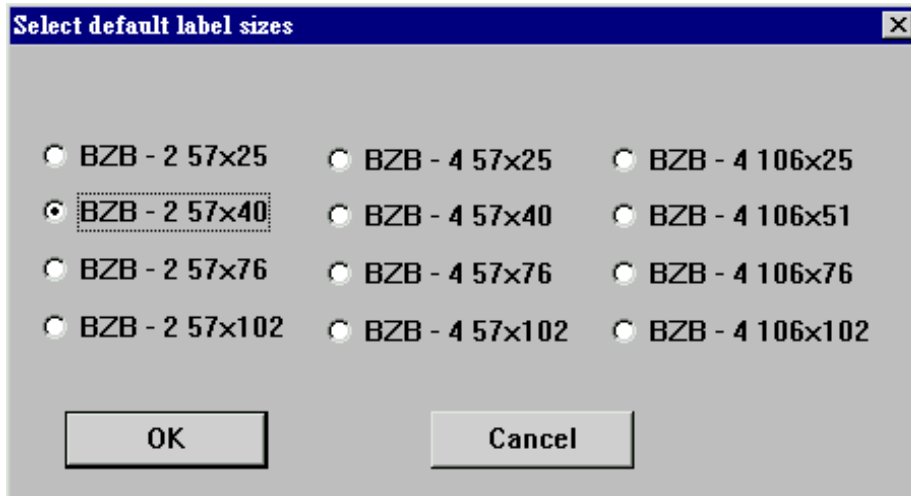 Select default label sizes
BZB - 2 57x25
BZB - 4 57x25
BZB - 4 106x25
BZB - 2 57x40
BZB - 4 57x40
BZB - 4 106x51
BZB - 2 57x76
BZB - 4 57x76
BZB - 4 106x76
BZB - 2 57x102
BZB - 4 57x102
BZB - 4 106x102
OK
Cancel